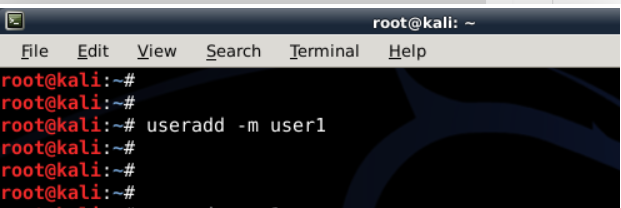 root@kali: ~
File Edit View Search Terminal Help
root@kali:~#
root@kali:~#
root@kali:~# useradd -m user1
root@kali:~#
root@kali:~#
root@kali:~#